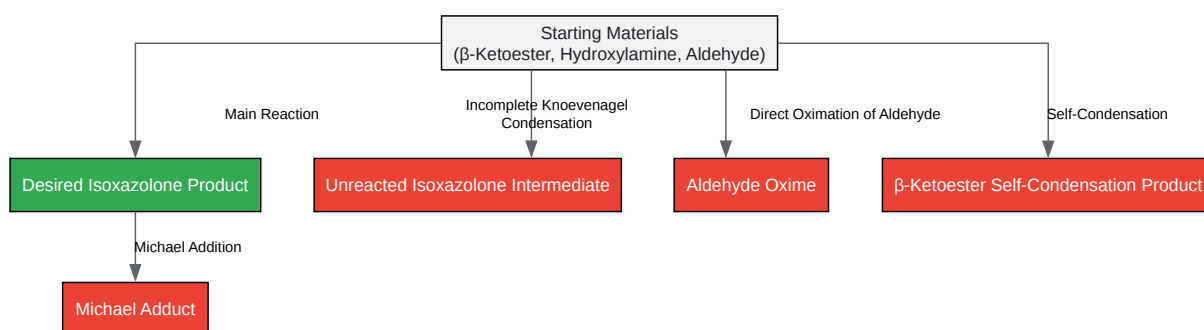 Starting Materials
(β-Ketoester, Hydroxylamine, Aldehyde)
Main Reaction
Incomplete Knoevenagel
Condensation
Direct Oximation of Aldehyde
Self-Condensation
Desired Isoxazolone Product
Unreacted Isoxazolone Intermediate
Aldehyde Oxime
β-Ketoester Self-Condensation Product
Michael Addition
Michael Adduct